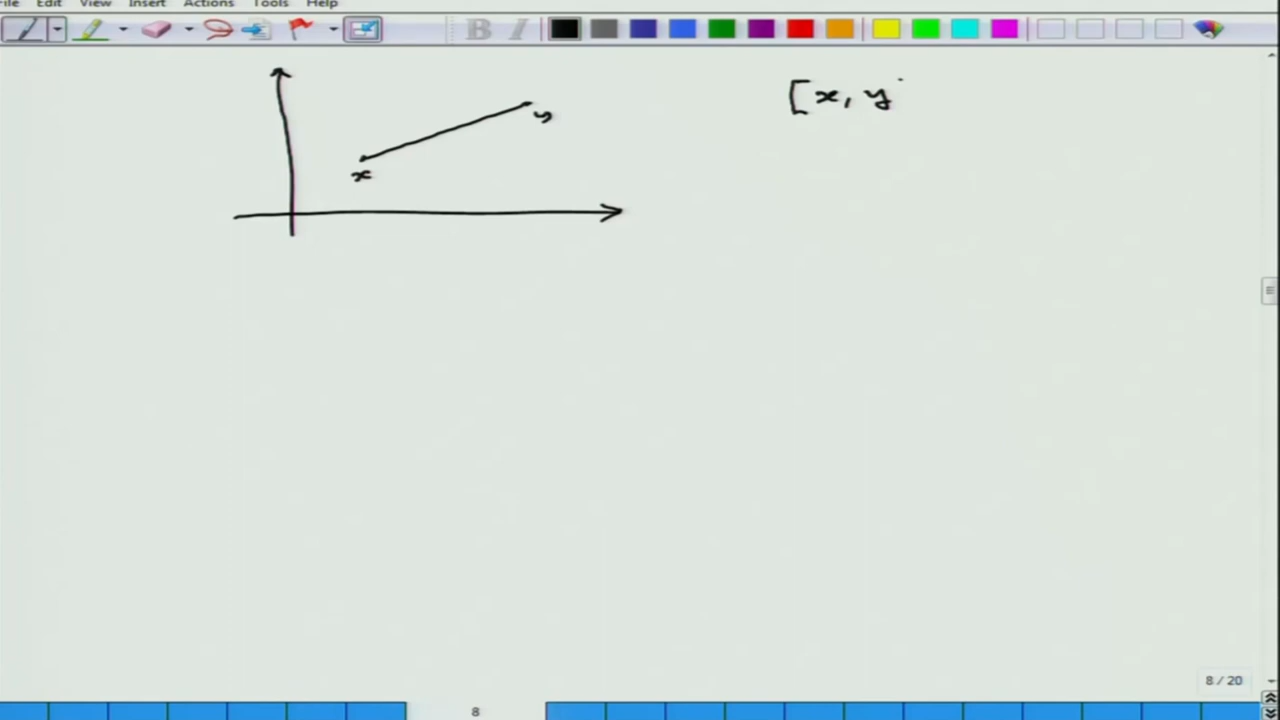 File Edit View Insert Actions Tools Help
B I
[x, y
y
x
8 / 20
8